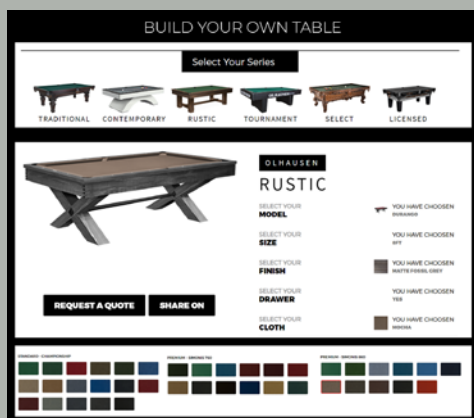 BUILD YOUR OWN TABLE
Select Your Series
TRADITIONAL CONTEMPORARY RUSTIC TOURNAMENT SELECT LICENSED
OLHAUSEN
RUSTIC
SELECT YOUR
MODEL
YOU HAVE CHOOSEN
DURANGO
SELECT YOUR
SIZE
YOU HAVE CHOOSEN
SELECT YOUR
FINISH
YOU HAVE CHOOSEN
MATTE FOSSIL GREY
SELECT YOUR
DRAWER
YOU HAVE CHOOSEN
YES
SELECT YOUR
CLOTH
YOU HAVE CHOOSEN
MOCHA
REQUEST A QUOTE SHARE ON
STANDARD - CHAMPIONSHIP